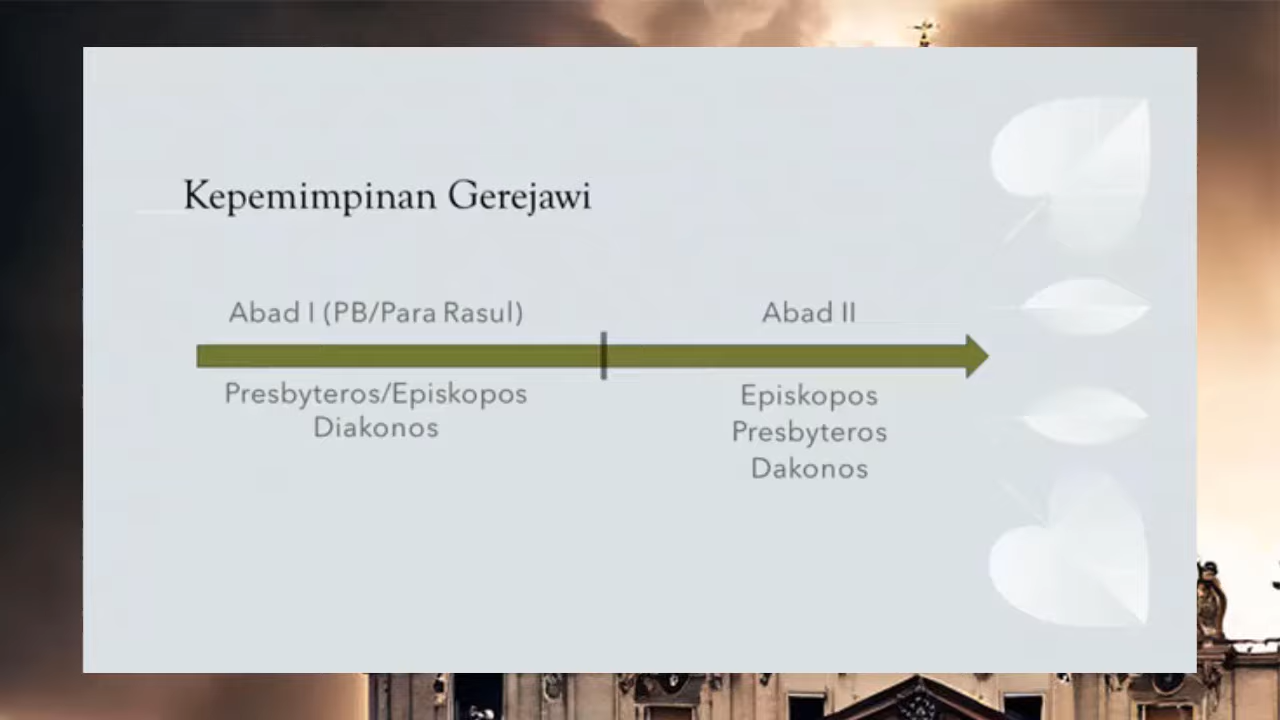 Kepemimpinan Gerejawi
Abad I (PB/Para Rasul)
Abad II
Presbyteros/Episkopos
Diakonos
Episkopos
Presbyteros
Dakonos